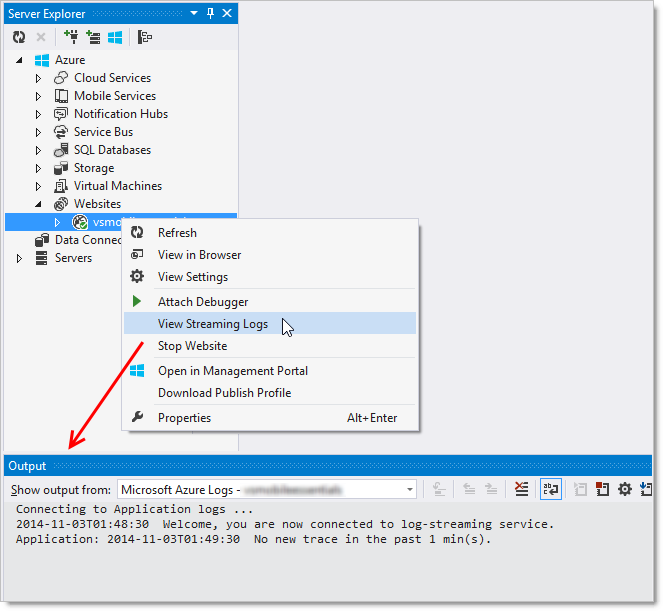 Server Explorer
Azure
Cloud Services
Mobile Services
Notification Hubs
Service Bus
SQL Databases
Storage
Virtual Machines
Websites
Data Connec
Servers
Refresh
View in Browser
View Settings
Attach Debugger
View Streaming Logs
Stop Website
Open in Management Portal
Download Publish Profile
Properties Alt+Enter
Output
Show output from: Microsoft Azure Logs -
Connecting to Application logs ...
2014-11-03T01:48:30 Welcome, you are now connected to log-streaming service.
Application: 2014-11-03T01:49:30 No new trace in the past 1 min(s).